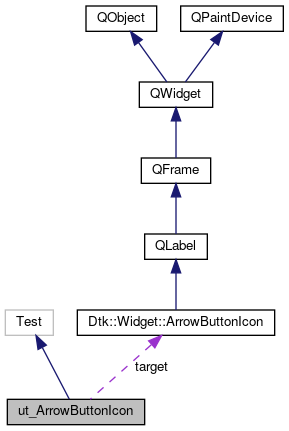 QObject
QPaintDevice
QWidget
QFrame
QLabel
Test
Dtk::Widget::ArrowButtonIcon
target
ut_ArrowButtonIcon